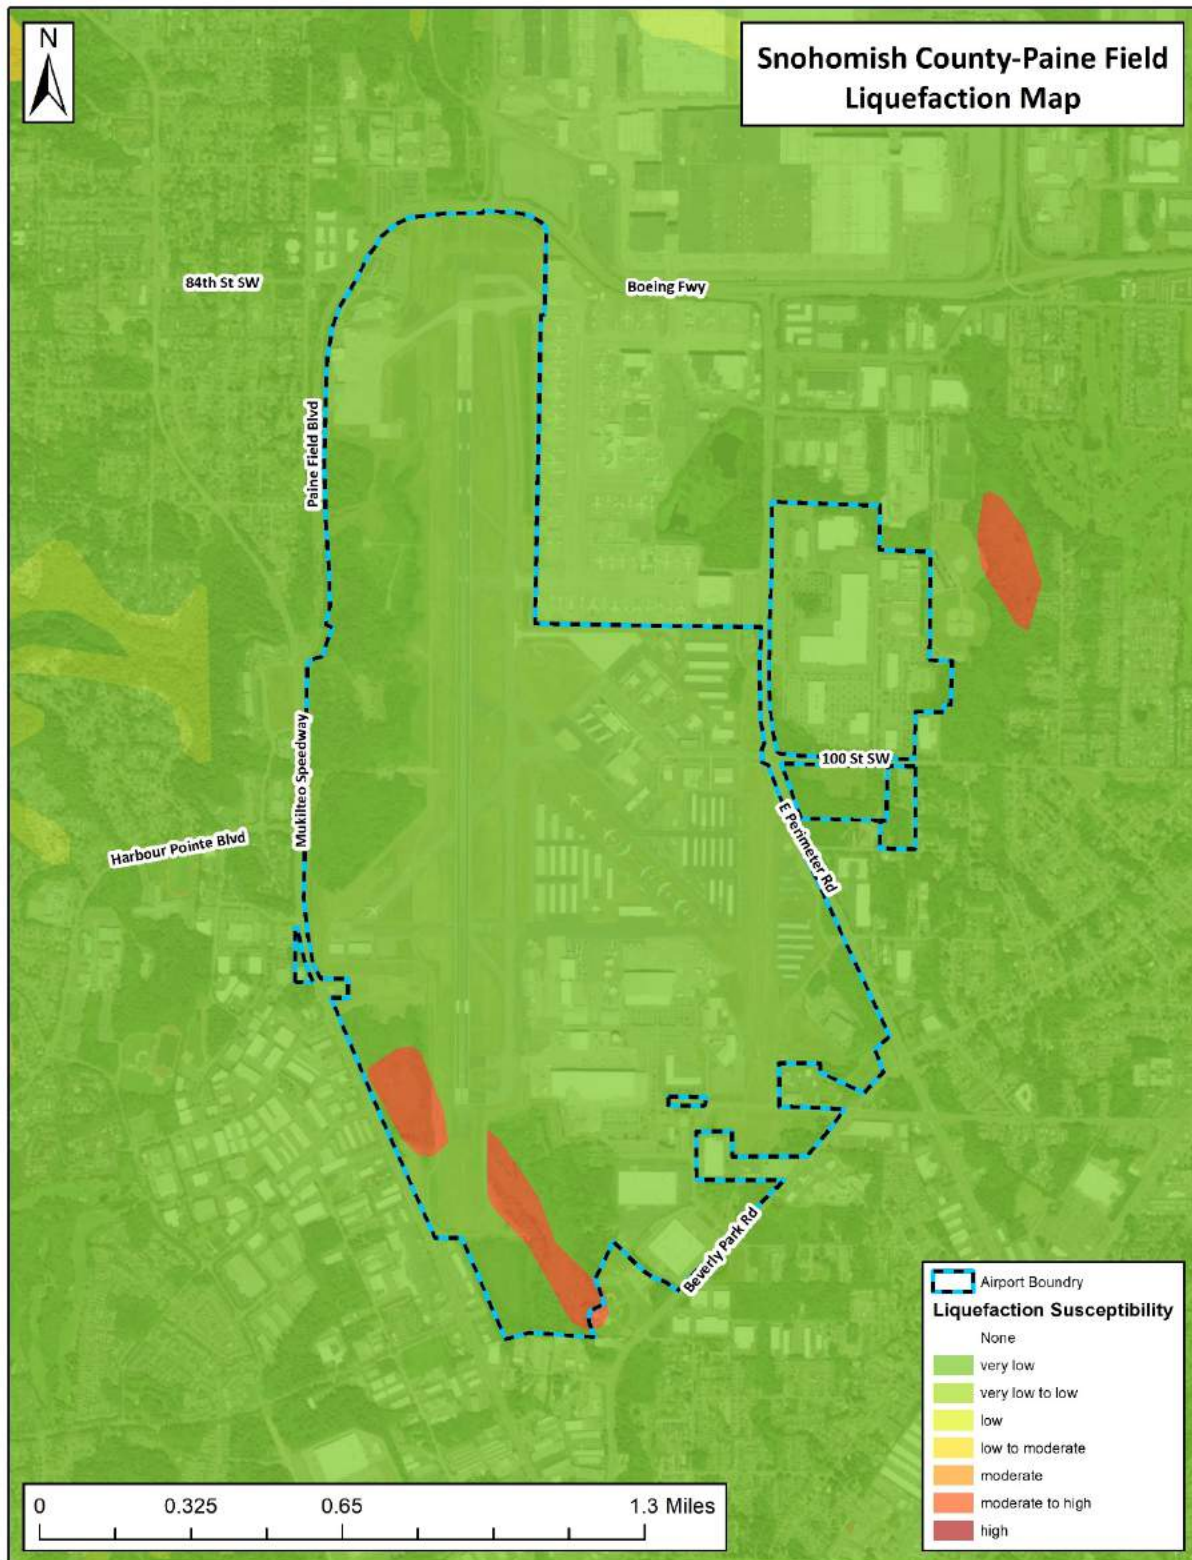 N
Snohomish County-Paine Field
Liquefaction Map
84th St SW
Boeing Fwy
Paine Field Blvd
Mukilteo Speedway
100 St SW
E Perimeter Rd
Harbour Pointe Blvd
Beverly Park Rd
Airport Boundry
Liquefaction Susceptibility
None
very low
very low to low
low
low to moderate
moderate
moderate to high
high
0 0.325 0.65 1.3 Miles